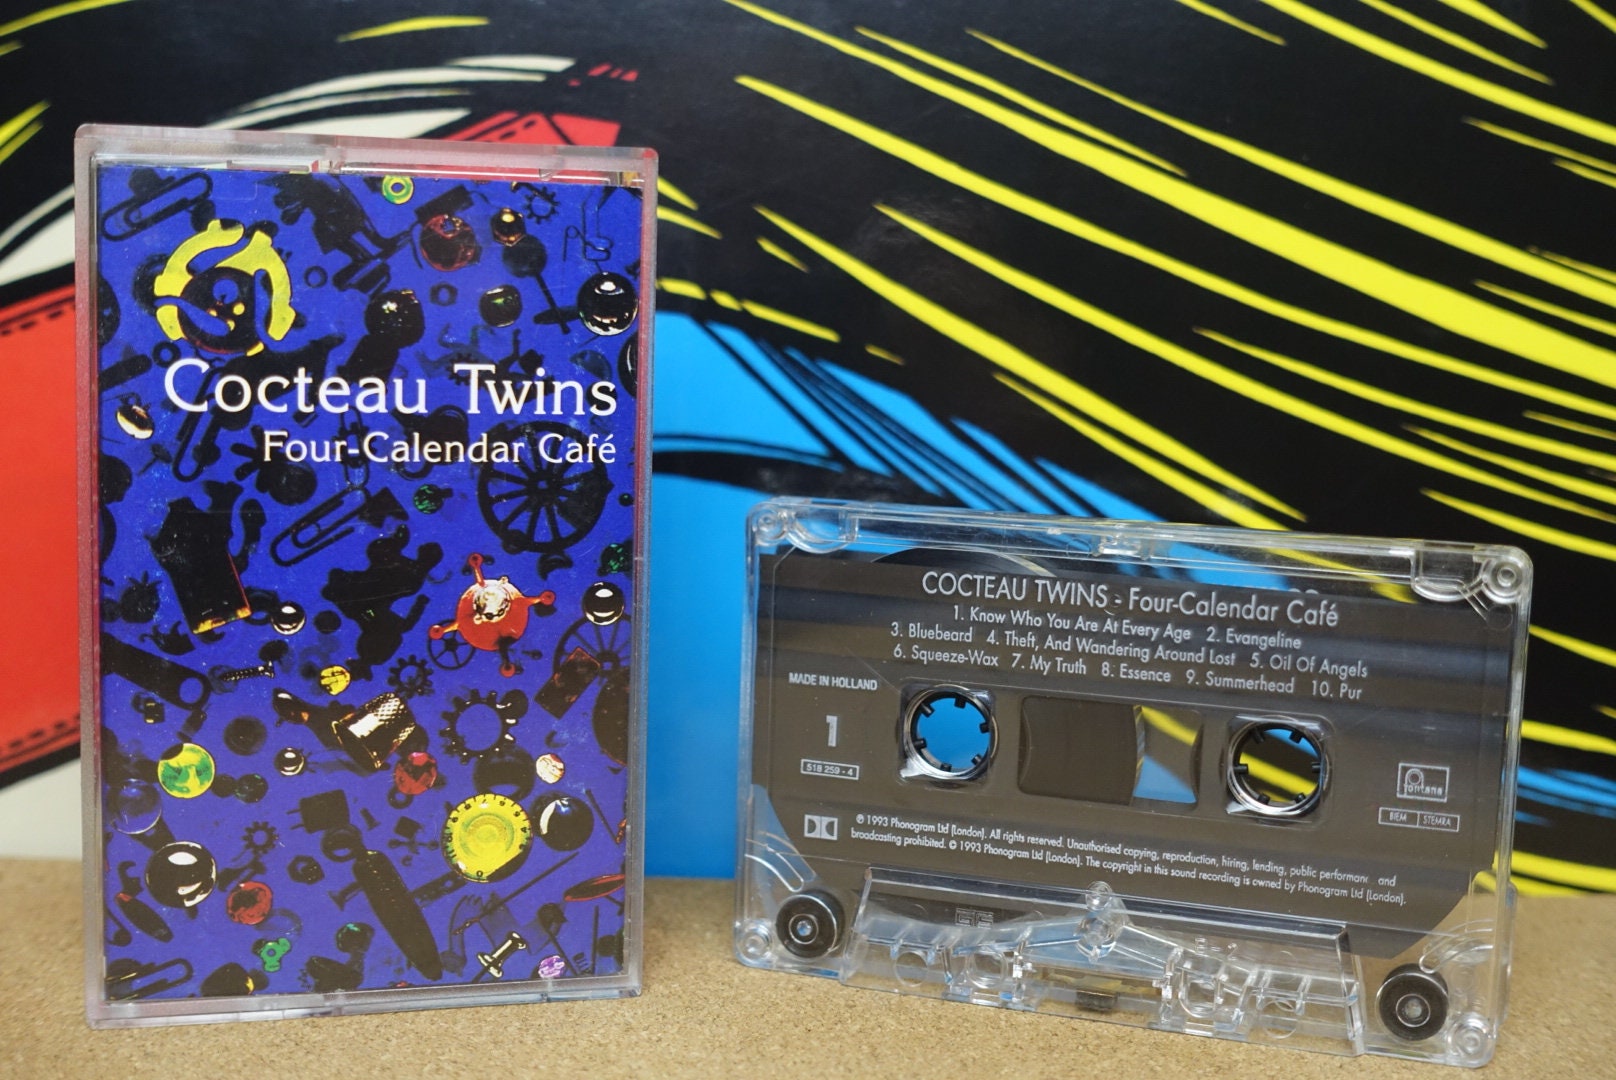 Cocteau Twins
Four-Calendar Café
COCTEAU TWINS - Four-Calendar Café
1. Know Who You Are At Every Age 2. Evangeline
3. Bluebeard 4. Theft, And Wandering Around Lost 5. Oil Of Angels
6. Squeeze-Wax 7. My Truth 8. Essence 9. Summerhead 10. Pur
MADE IN HOLLAND
1
518 259 - 4
fontana
BIEM STEMRA
℗ 1993 Phonogram Ltd (London). All rights reserved. Unauthorised copying, reproduction, hiring, lending, public performanc and
broadcasting prohibited. © 1993 Phonogram Ltd (London). The copyright in this sound recording is owned by Phonogram Ltd (London).